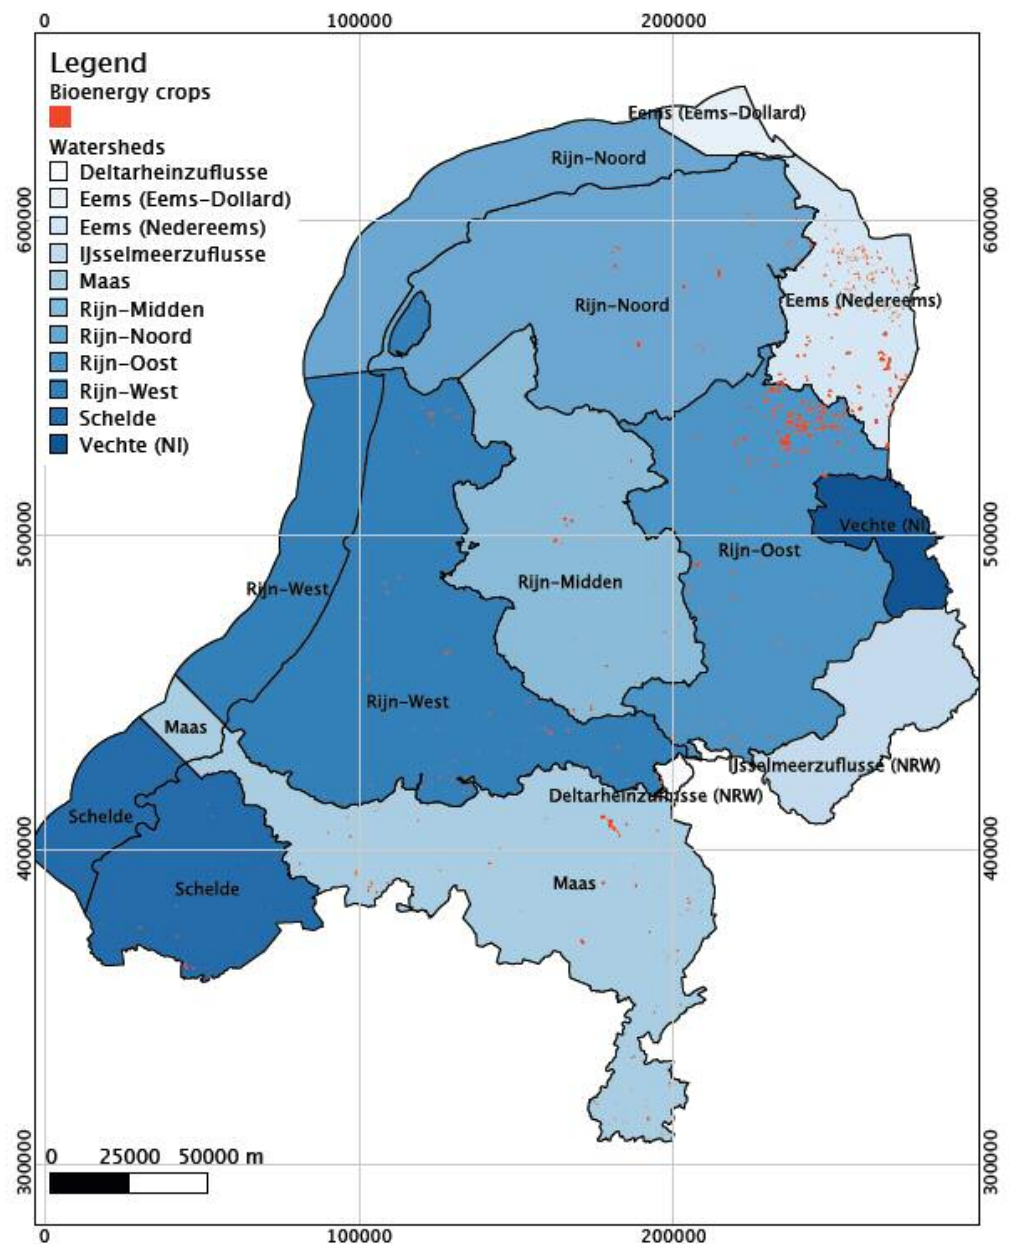 0 100000 200000
Legend
Bioenergy crops
Watersheds
Deltarheinzuflusse
Eems (Eems-Dollard)
Eems (Nedereems)
IJsselmeerzuflusse
Maas
Rijn-Midden
Rijn-Noord
Rijn-Oost
Rijn-West
Schelde
Vechte (NI)
Eems (Eems-Dollard)
Rijn-Noord
600000 600000
Eems (Nedereems)
Rijn-Noord
500000 500000
Vechte (NI)
Rijn-Oost
Rijn-Midden
Rijn-West
Rijn-West
Maas
IJsselmeerzuflusse (NRW)
Deltarheinzuflusse (NRW)
Schelde
400000 400000
Maas
Schelde
0 25000 50000 m
300000 300000
0 100000 200000